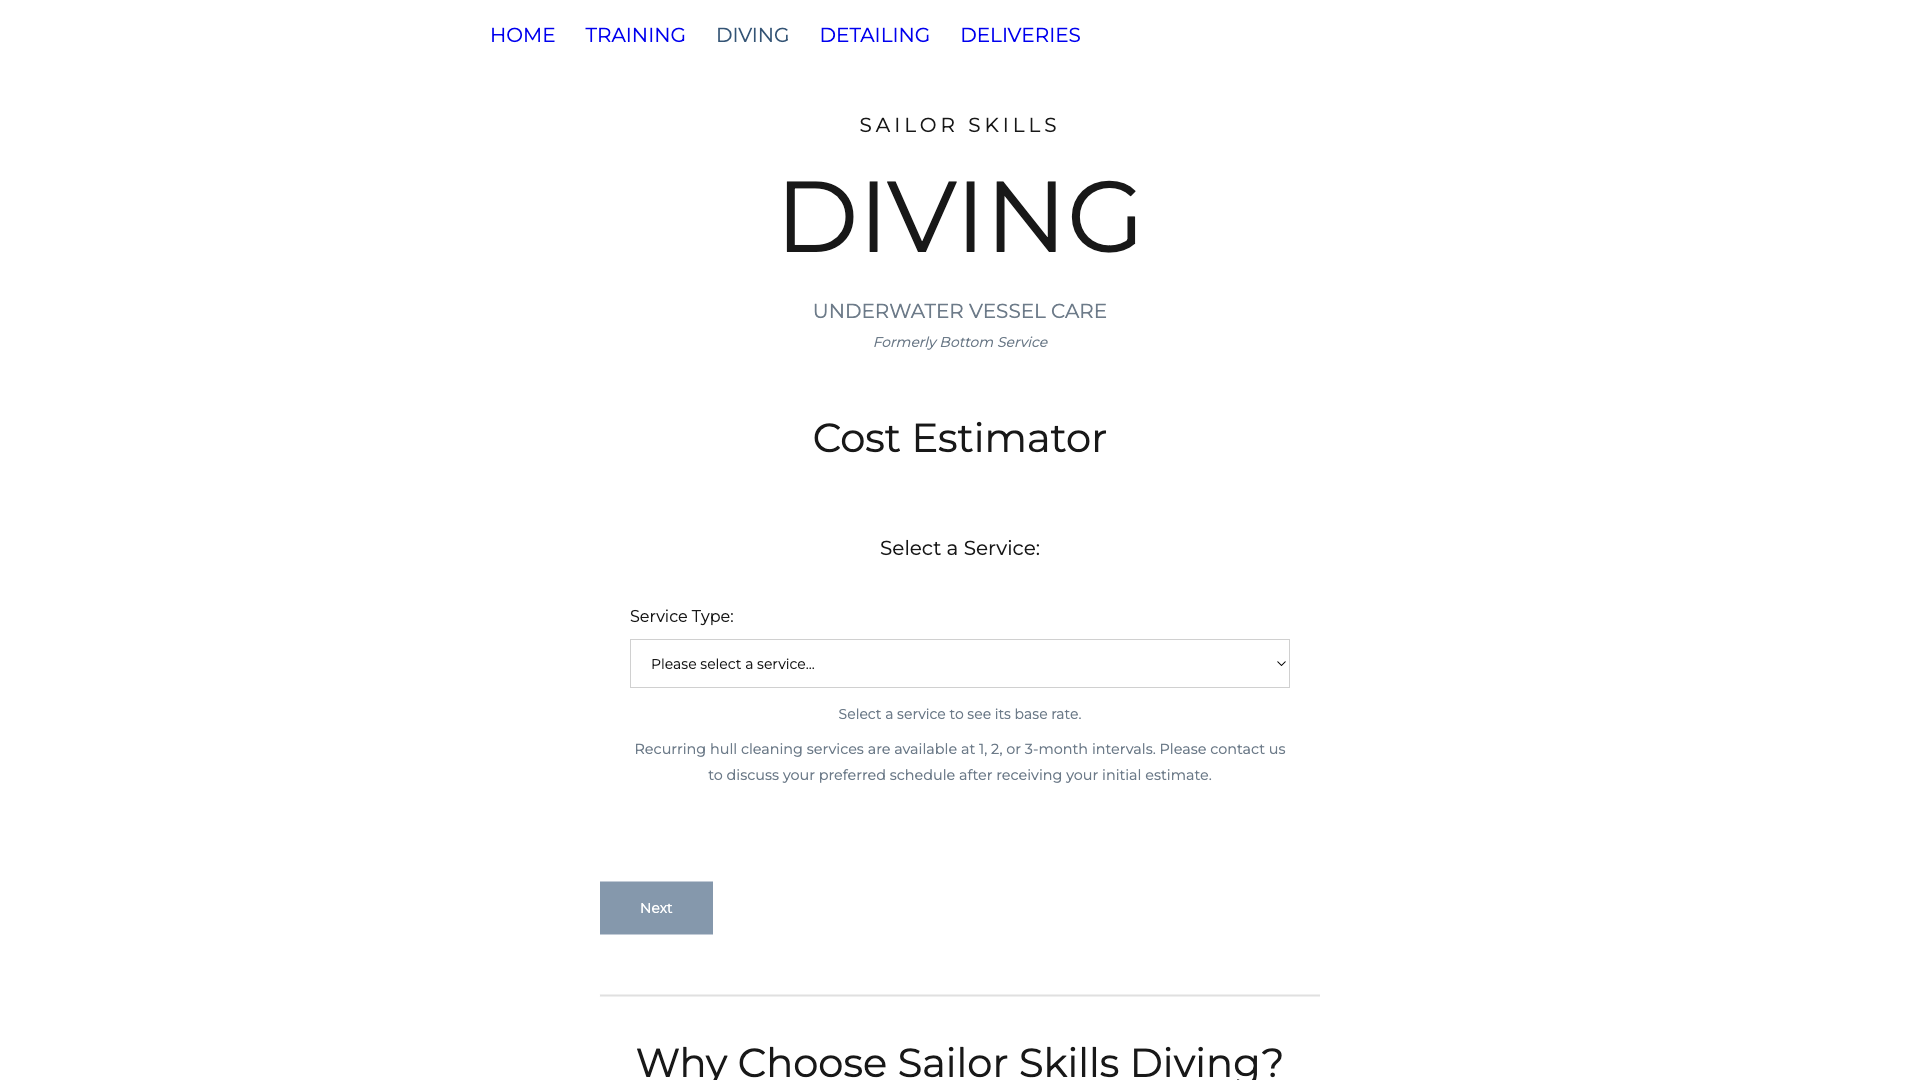 HOME TRAINING DIVING DETAILING DELIVERIES
SAILOR SKILLS
DIVING
UNDERWATER VESSEL CARE
Formerly Bottom Service
Cost Estimator
Select a Service:
Service Type:
Please select a service...
Select a service to see its base rate.
Recurring hull cleaning services are available at 1, 2, or 3-month intervals. Please contact us
to discuss your preferred schedule after receiving your initial estimate.
Next
Why Choose Sailor Skills Diving?